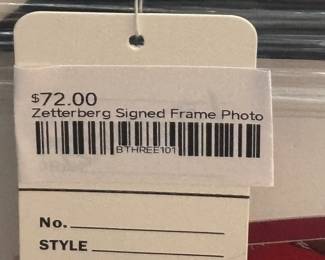 $72.00
Zetterberg Signed Frame Photo
BTHREE101
No.
STYLE